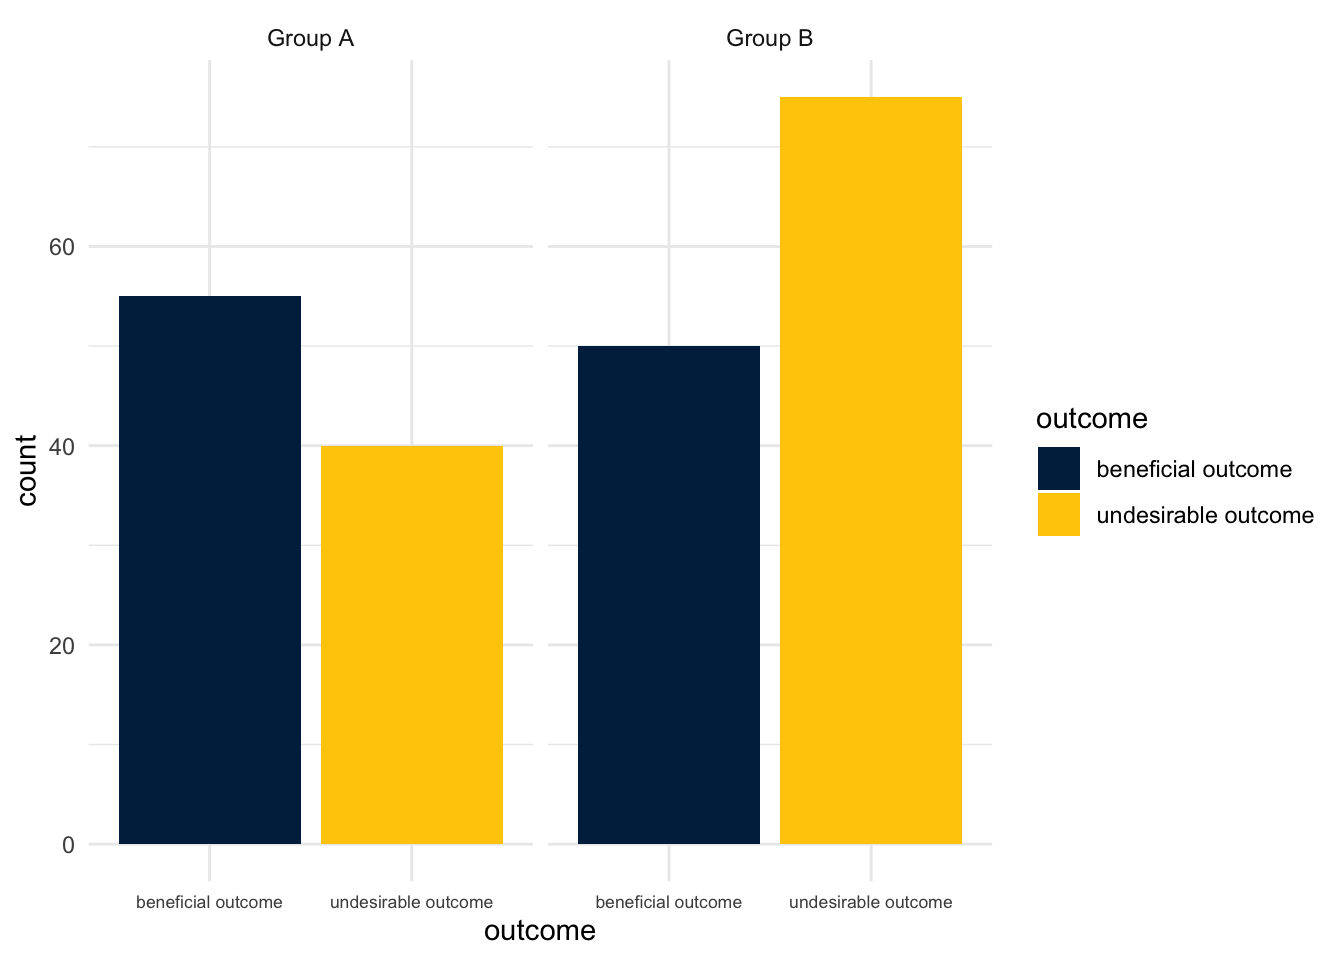 Group A
Group B
count
60
40
20
0
beneficial outcome
undesirable outcome
beneficial outcome
undesirable outcome
outcome
outcome
beneficial outcome
undesirable outcome